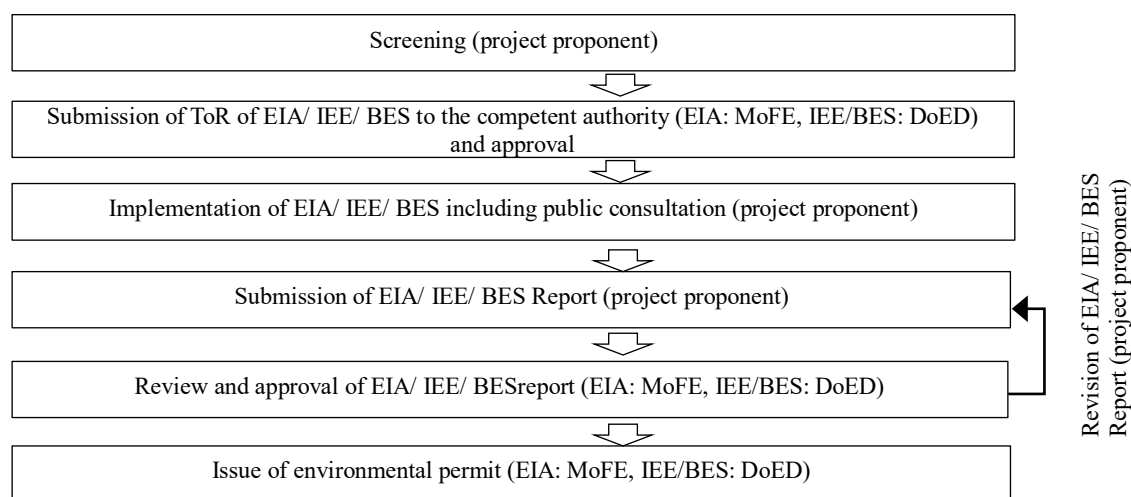 Screening (project proponent)
Submission of ToR of EIA/ IEE/ BES to the competent authority (EIA: MoFE, IEE/BES: DoED)
and approval
Implementation of EIA/ IEE/ BES including public consultation (project proponent)
Submission of EIA/ IEE/ BES Report (project proponent)
Review and approval of EIA/ IEE/ BESreport (EIA: MoFE, IEE/BES: DoED)
Issue of environmental permit (EIA: MoFE, IEE/BES: DoED)
Revision of EIA/ IEE/ BES
Report (project proponent)